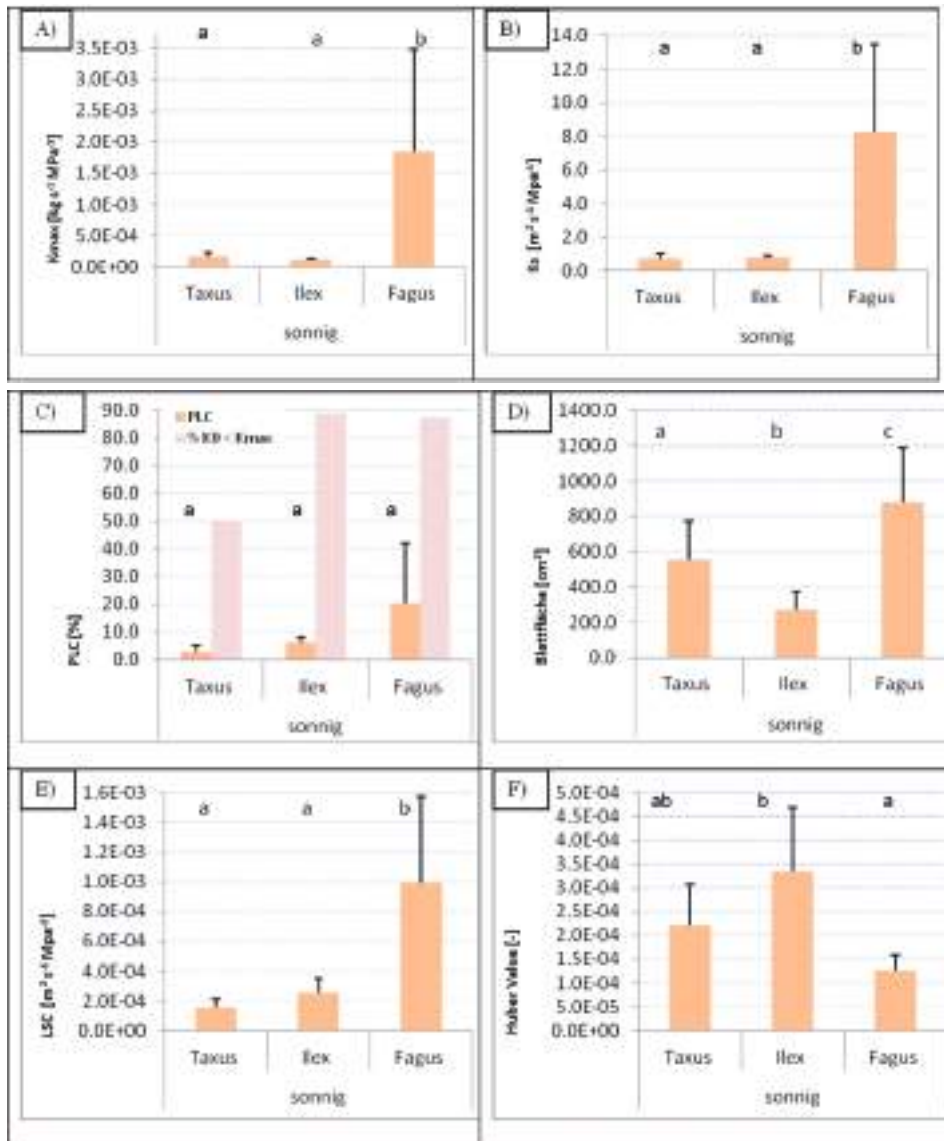 A)
a a b
3.5E-03
3.0E-03
2.5E-03
2.0E-03
1.5E-03
1.0E-03
5.0E-04
0.0E+00
Kmax [kg s⁻¹ MPa⁻¹]
Taxus Ilex Fagus
sonnig
B)
a a b
14.0
12.0
10.0
8.0
6.0
4.0
2.0
0.0
Taxus Ilex Fagus
sonnig
C)
PLC
90.0
80.0
70.0
60.0
50.0
40.0
30.0
20.0
10.0
0.0
PLC [%]
a a a
Taxus Ilex Fagus
sonnig
D)
a b c
1400.0
1200.0
1000.0
800.0
600.0
400.0
200.0
0.0
Blattfläche [cm²]
Taxus Ilex Fagus
sonnig
E)
a a b
1.6E-03
1.4E-03
1.2E-03
1.0E-03
8.0E-04
6.0E-04
4.0E-04
2.0E-04
0.0E+00
LSC
Taxus Ilex Fagus
sonnig
F)
ab b a
5.0E-04
4.5E-04
4.0E-04
3.5E-04
3.0E-04
2.5E-04
2.0E-04
1.5E-04
1.0E-04
5.0E-05
0.0E+00
Huber Value [-]
Taxus Ilex Fagus
sonnig